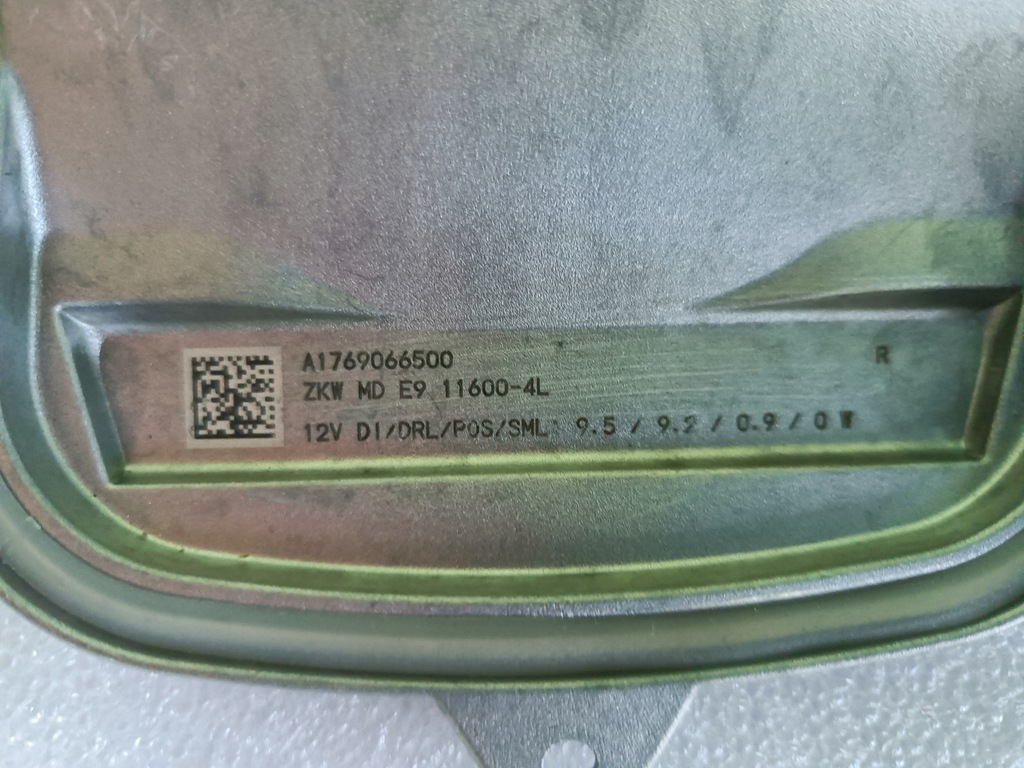 A1769066500
R
ZKW MD E9 11600-4L
12V DI/DRL/POS/SML: 9.5 / 9.2 / 0.9 / 0 W